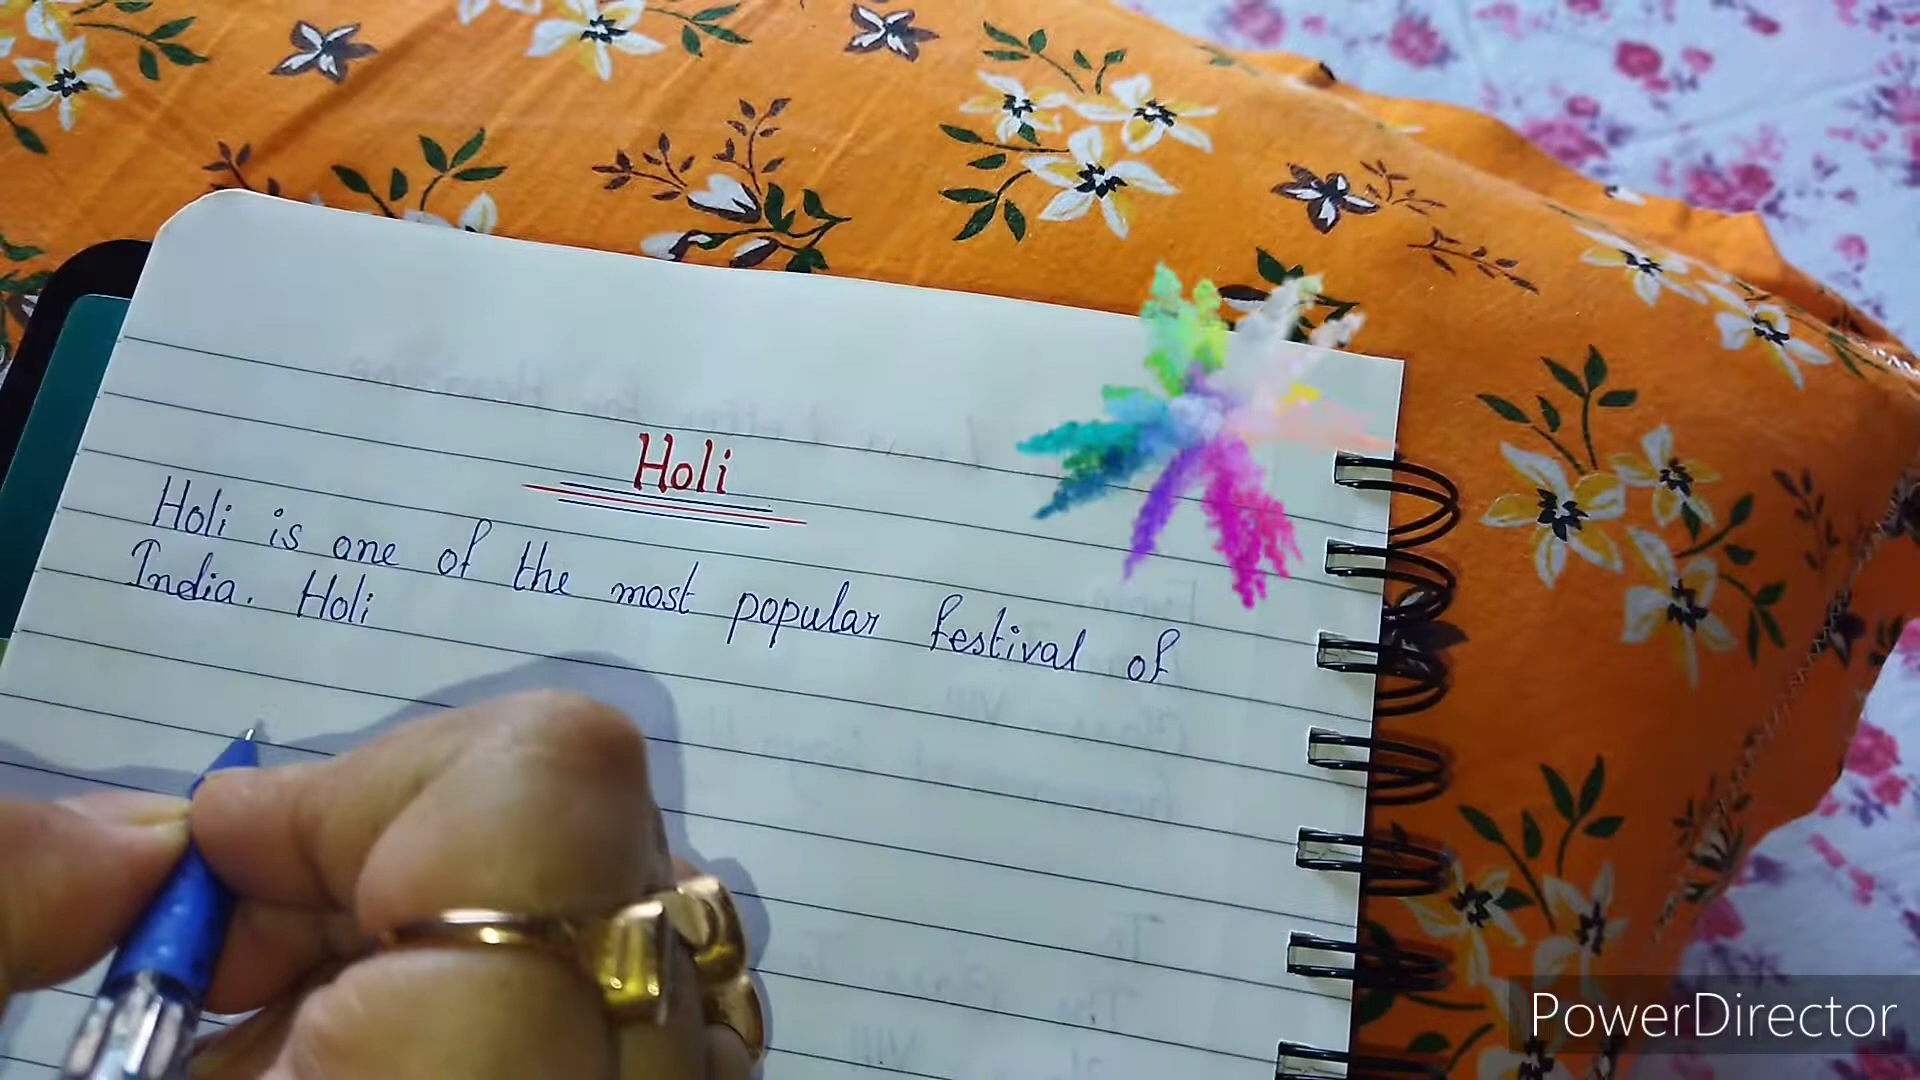 Holi
Holi is one of the most popular festival of
India. Holi
PowerDirector